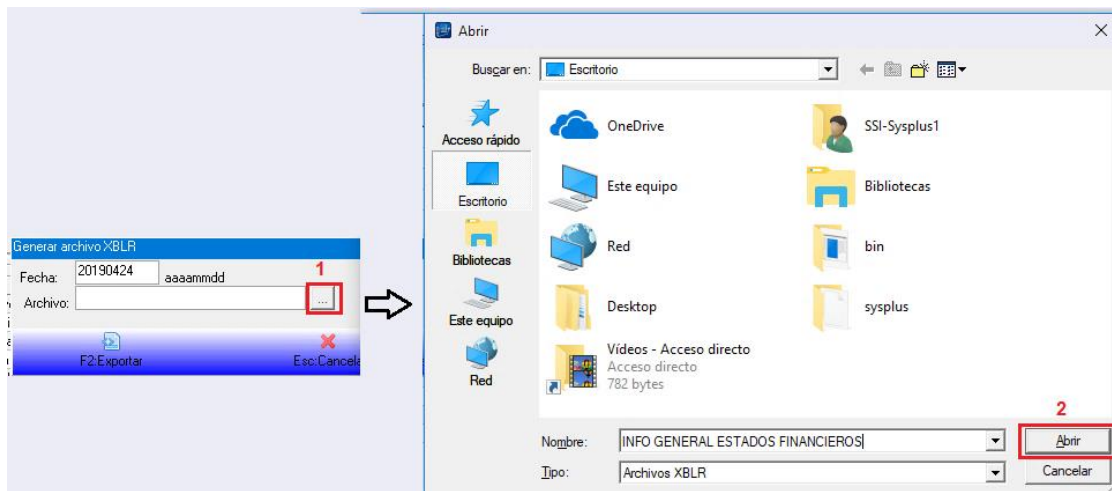 Generar archivo XBLR
Fecha: 20190424 aaaammdd
1
Archivo: ...
F2:Exportar Esc:Cancela
Abrir
Buscar en: Escritorio
Acceso rápido
Escritorio
Bibliotecas
Este equipo
Red
OneDrive
SSI-Sysplus1
Este equipo
Bibliotecas
Red
bin
Desktop
sysplus
Vídeos - Acceso directo
Acceso directo
782 bytes
2
Nombre: INFO GENERAL ESTADOS FINANCIEROS Abrir
Tipo: Archivos XBLR Cancelar